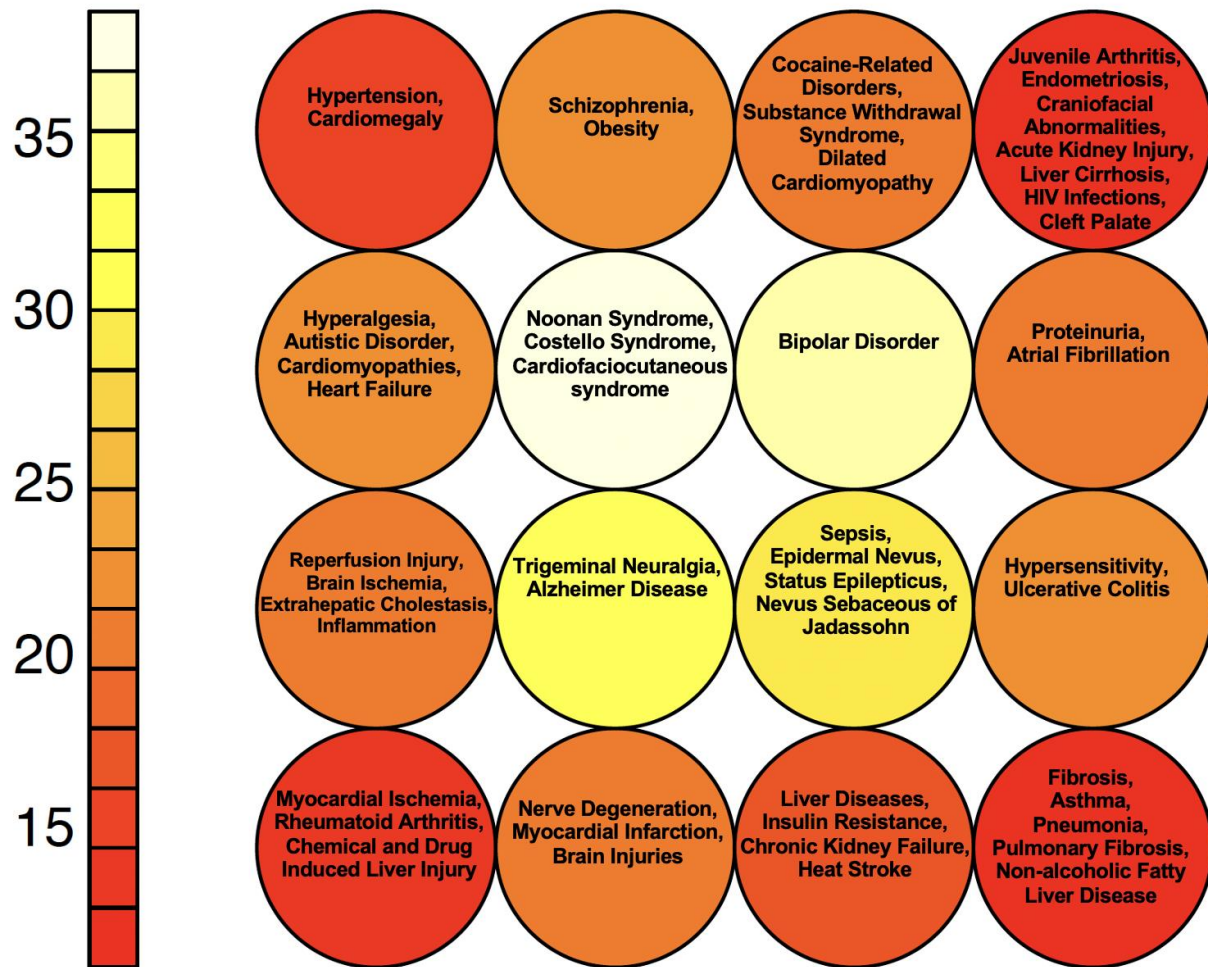 35
30
25
20
15
Hypertension,
Cardiomegaly
Schizophrenia,
Obesity
Cocaine-Related
Disorders,
Substance Withdrawal
Syndrome,
Dilated
Cardiomyopathy
Juvenile Arthritis,
Endometriosis,
Craniofacial
Abnormalities,
Acute Kidney Injury,
Liver Cirrhosis,
HIV Infections,
Cleft Palate
Hyperalgesia,
Autistic Disorder,
Cardiomyopathies,
Heart Failure
Noonan Syndrome,
Costello Syndrome,
Cardiofaciocutaneous
syndrome
Bipolar Disorder
Proteinuria,
Atrial Fibrillation
Reperfusion Injury,
Brain Ischemia,
Extrahepatic Cholestasis,
Inflammation
Trigeminal Neuralgia,
Alzheimer Disease
Sepsis,
Epidermal Nevus,
Status Epilepticus,
Nevus Sebaceous of
Jadassohn
Hypersensitivity,
Ulcerative Colitis
Myocardial Ischemia,
Rheumatoid Arthritis,
Chemical and Drug
Induced Liver Injury
Nerve Degeneration,
Myocardial Infarction,
Brain Injuries
Liver Diseases,
Insulin Resistance,
Chronic Kidney Failure,
Heat Stroke
Fibrosis,
Asthma,
Pneumonia,
Pulmonary Fibrosis,
Non-alcoholic Fatty
Liver Disease